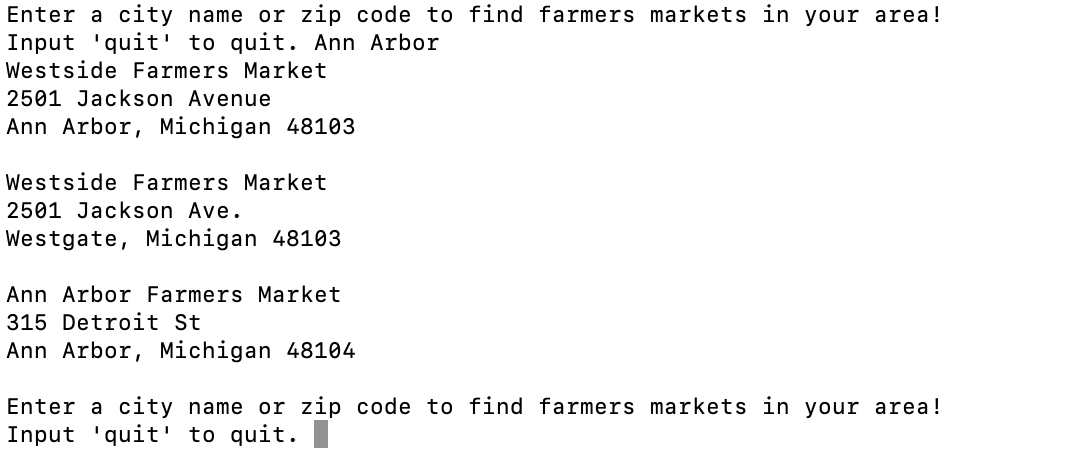 Enter a city name or zip code to find farmers markets in your area!
Input 'quit' to quit. Ann Arbor
Westside Farmers Market
2501 Jackson Avenue
Ann Arbor, Michigan 48103
Westside Farmers Market
2501 Jackson Ave.
Westgate, Michigan 48103
Ann Arbor Farmers Market
315 Detroit St
Ann Arbor, Michigan 48104
Enter a city name or zip code to find farmers markets in your area!
Input 'quit' to quit.